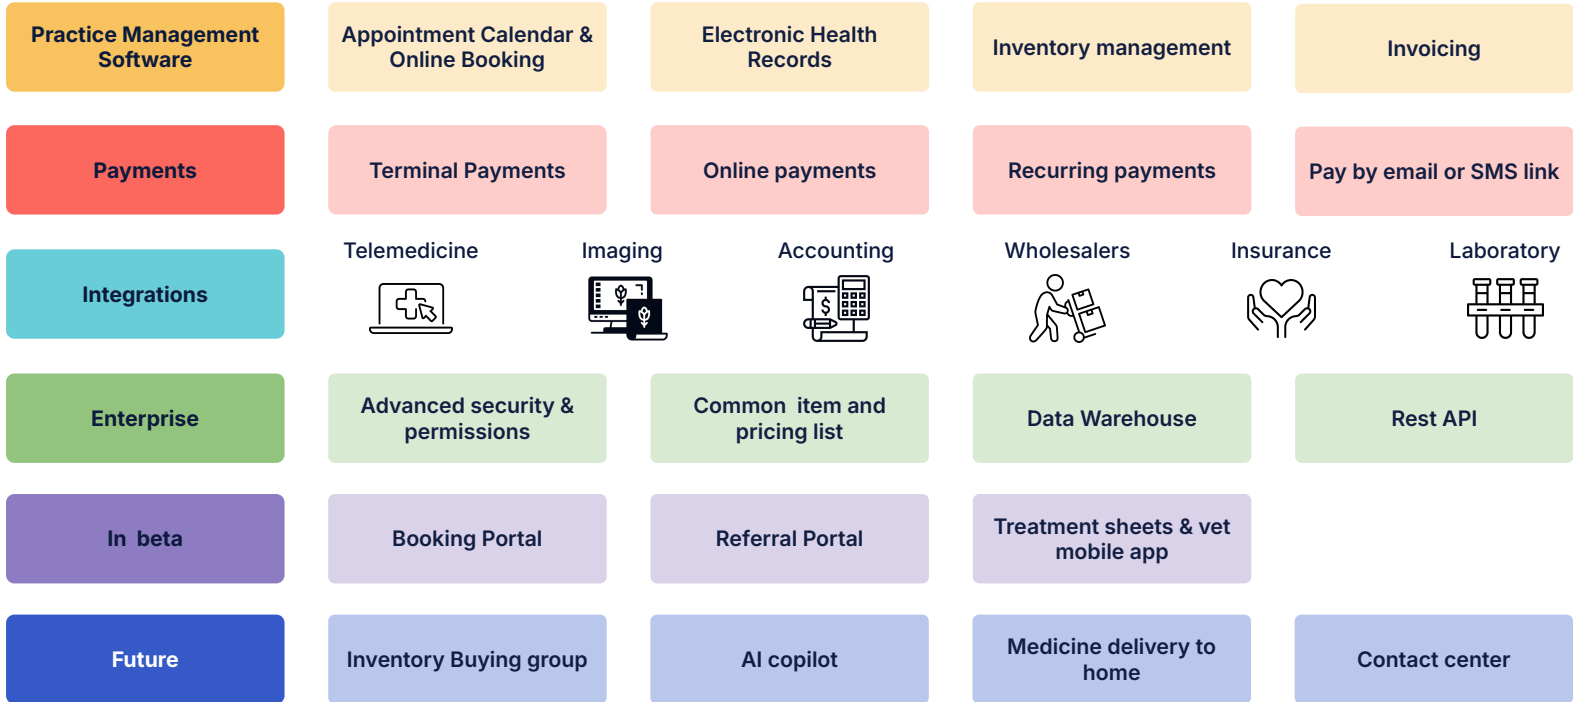 Practice Management
Software
Appointment Calendar &
Online Booking
Electronic Health
Records
Inventory management
Invoicing
Payments
Terminal Payments
Online payments
Recurring payments
Pay by email or SMS link
Integrations
Telemedicine
Imaging
Accounting
Wholesalers
Insurance
Laboratory
$
Enterprise
Advanced security &
permissions
Common  item and
pricing list
Data Warehouse
Rest API
In  beta
Booking Portal
Referral Portal
Treatment sheets & vet
mobile app
Future
Inventory Buying group
AI copilot
Medicine delivery to
home
Contact center